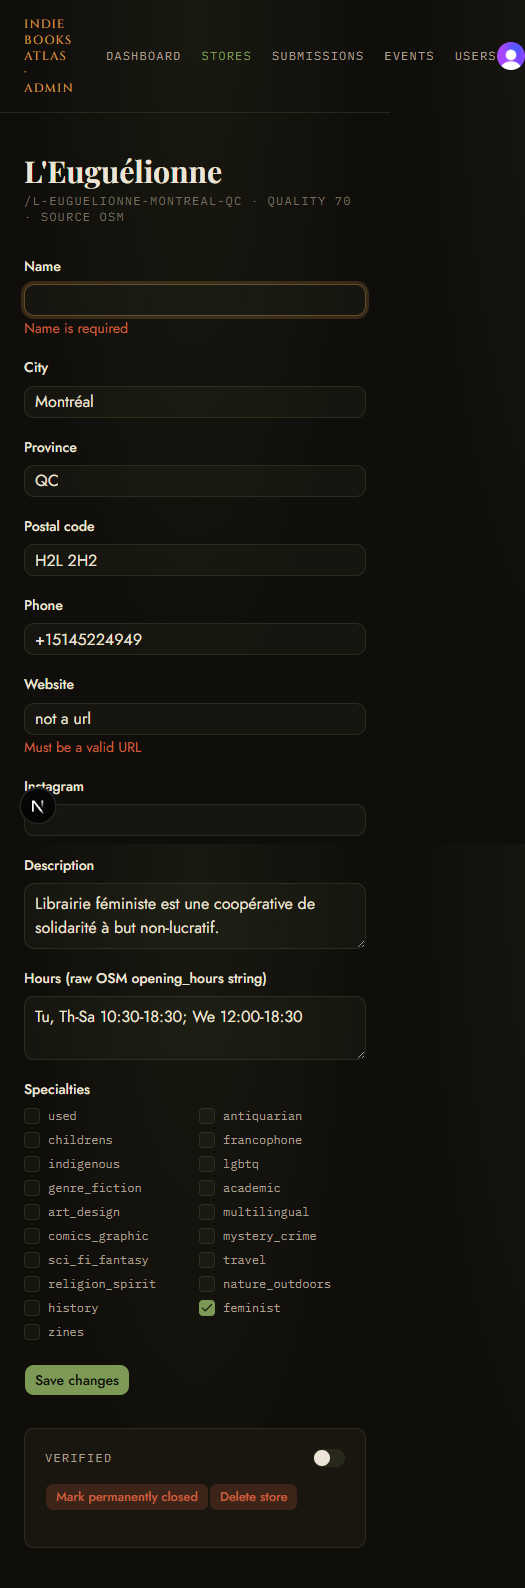 INDIE
BOOKS
ATLAS
·
ADMIN
DASHBOARD STORES SUBMISSIONS EVENTS USERS
L'Euguélionne
/L-EUGUELIONNE-MONTREAL-QC · QUALITY 70
· SOURCE OSM
Name
Name is required
City
Montréal
Province
QC
Postal code
H2L 2H2
Phone
+15145224949
Website
not a url
Must be a valid URL
Instagram
N
Description
Librairie féministe est une coopérative de
solidarité à but non-lucratif.
Hours (raw OSM opening_hours string)
Tu, Th-Sa 10:30-18:30; We 12:00-18:30
Specialties
used antiquarian
childrens francophone
indigenous lgbtq
genre_fiction academic
art_design multilingual
comics_graphic mystery_crime
sci_fi_fantasy travel
religion_spirit nature_outdoors
history feminist
zines
Save changes
VERIFIED
Mark permanently closed Delete store